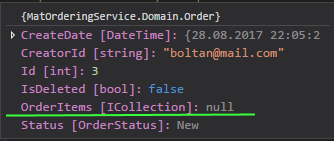 {MatOrderingService.Domain.Order}
CreateDate [DateTime]: {28.08.2017 22:05:2
CreatorId [string]: "boltan@mail.com"
Id [int]: 3
IsDeleted [bool]: false
OrderItems [ICollection]: null
Status [OrderStatus]: New